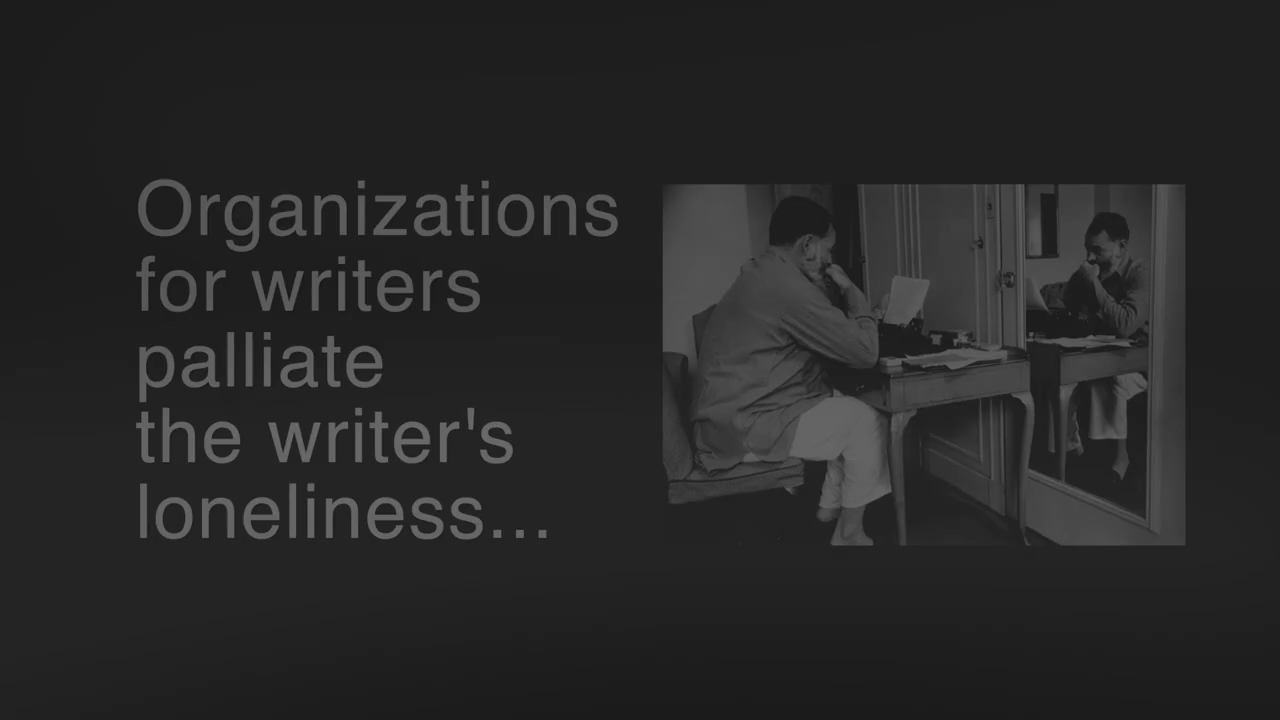 Organizations
for writers
palliate
the writer's
loneliness...